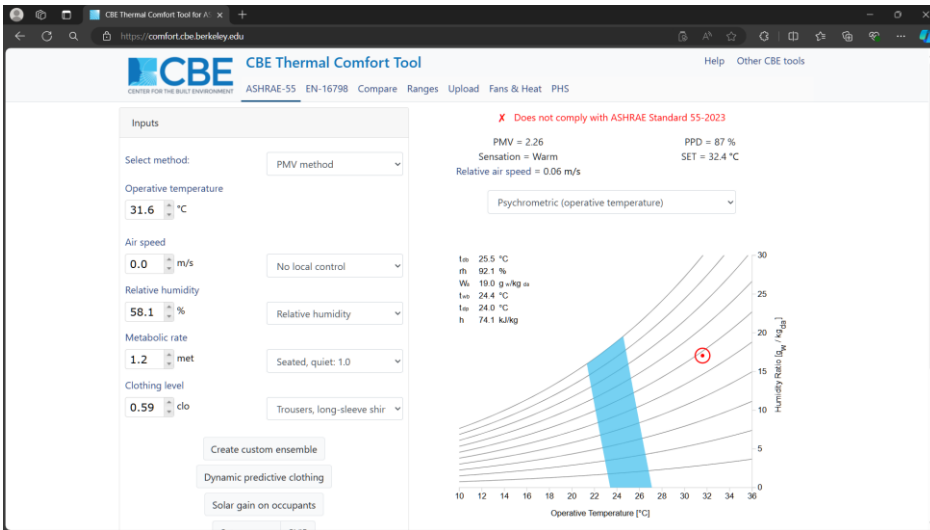 CBE Thermal Comfort Tool for A
https://comfort.cbe.berkeley.edu
CBE
CENTER FOR THE BUILT ENVIRONMENT
CBE Thermal Comfort Tool
Help Other CBE tools
ASHRAE-55 EN-16798 Compare Ranges Upload Fans & Heat PHS
Inputs
Select method:
PMV method
Operative temperature
31.6 °C
Air speed
0.0 m/s
No local control
Relative humidity
58.1 %
Relative humidity
Metabolic rate
1.2 met
Seated, quiet: 1.0
Clothing level
0.59 clo
Trousers, long-sleeve shir
Create custom ensemble
Dynamic predictive clothing
Solar gain on occupants
✗ Does not comply with ASHRAE Standard 55-2023
PMV = 2.26 PPD = 87 %
Sensation = Warm SET = 32.4 °C
Relative air speed = 0.06 m/s
Psychrometric (operative temperature)
tdb 25.5 °C
rh 92.1 %
Wa 19.0 g w/kg da
twb 24.4 °C
tdp 24.0 °C
h 74.1 kJ/kg
30
25
20
15
10
5
0
Humidity Ratio [gw / kgda]
10 12 14 16 18 20 22 24 26 28 30 32 34 36
Operative Temperature [°C]